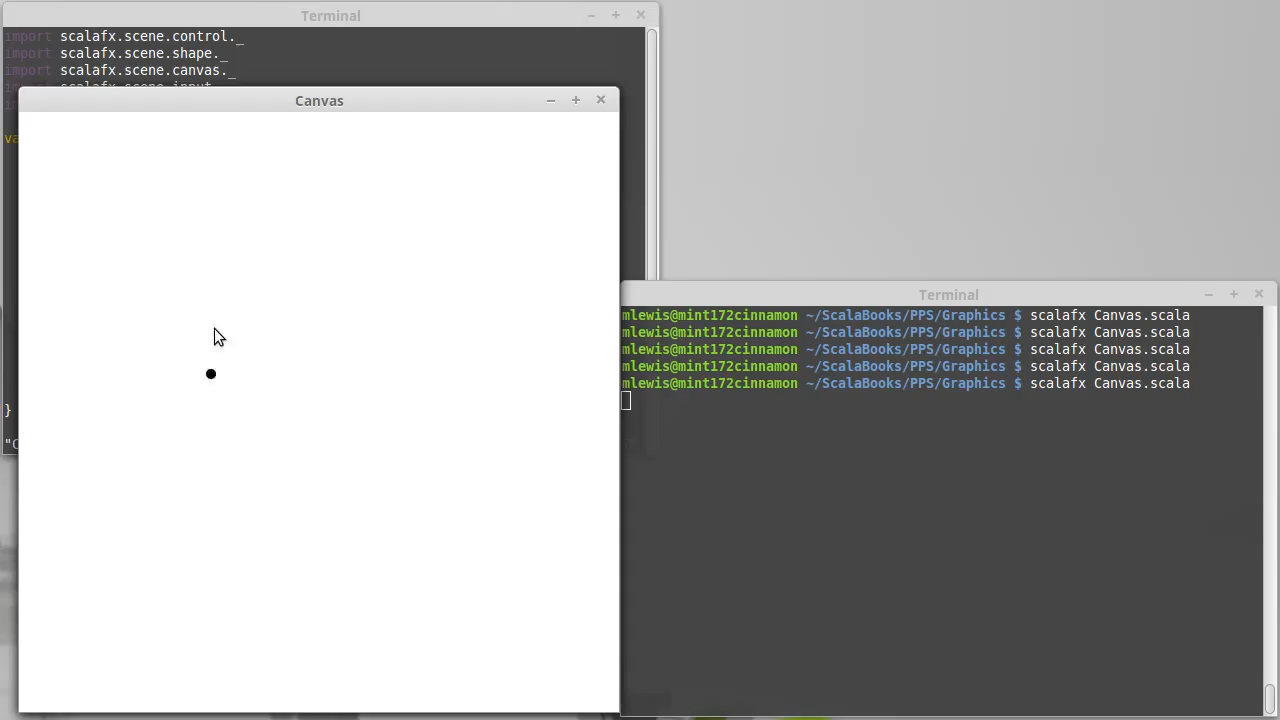 Terminal
import scalafx.scene.control._
import scalafx.scene.shape._
import scalafx.scene.canvas._
Canvas
va
}
"C
Terminal
mlewis@mint172cinnamon ~/ScalaBooks/PPS/Graphics $ scalafx Canvas.scala
mlewis@mint172cinnamon ~/ScalaBooks/PPS/Graphics $ scalafx Canvas.scala
mlewis@mint172cinnamon ~/ScalaBooks/PPS/Graphics $ scalafx Canvas.scala
mlewis@mint172cinnamon ~/ScalaBooks/PPS/Graphics $ scalafx Canvas.scala
mlewis@mint172cinnamon ~/ScalaBooks/PPS/Graphics $ scalafx Canvas.scala